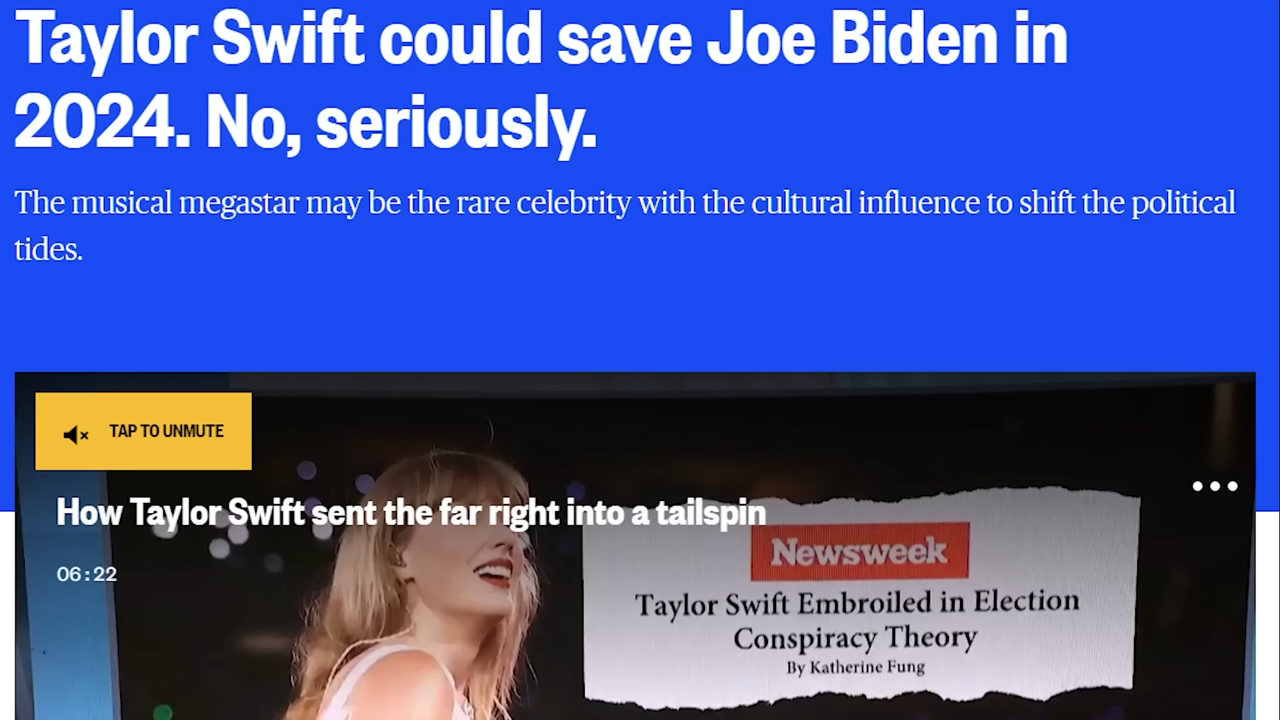 Taylor Swift could save Joe Biden in
2024. No, seriously.
The musical megastar may be the rare celebrity with the cultural influence to shift the political
tides.
TAP TO UNMUTE
How Taylor Swift sent the far right into a tailspin
06:22
Newsweek
Taylor Swift Embroiled in Election
Conspiracy Theory
By Katherine Fung